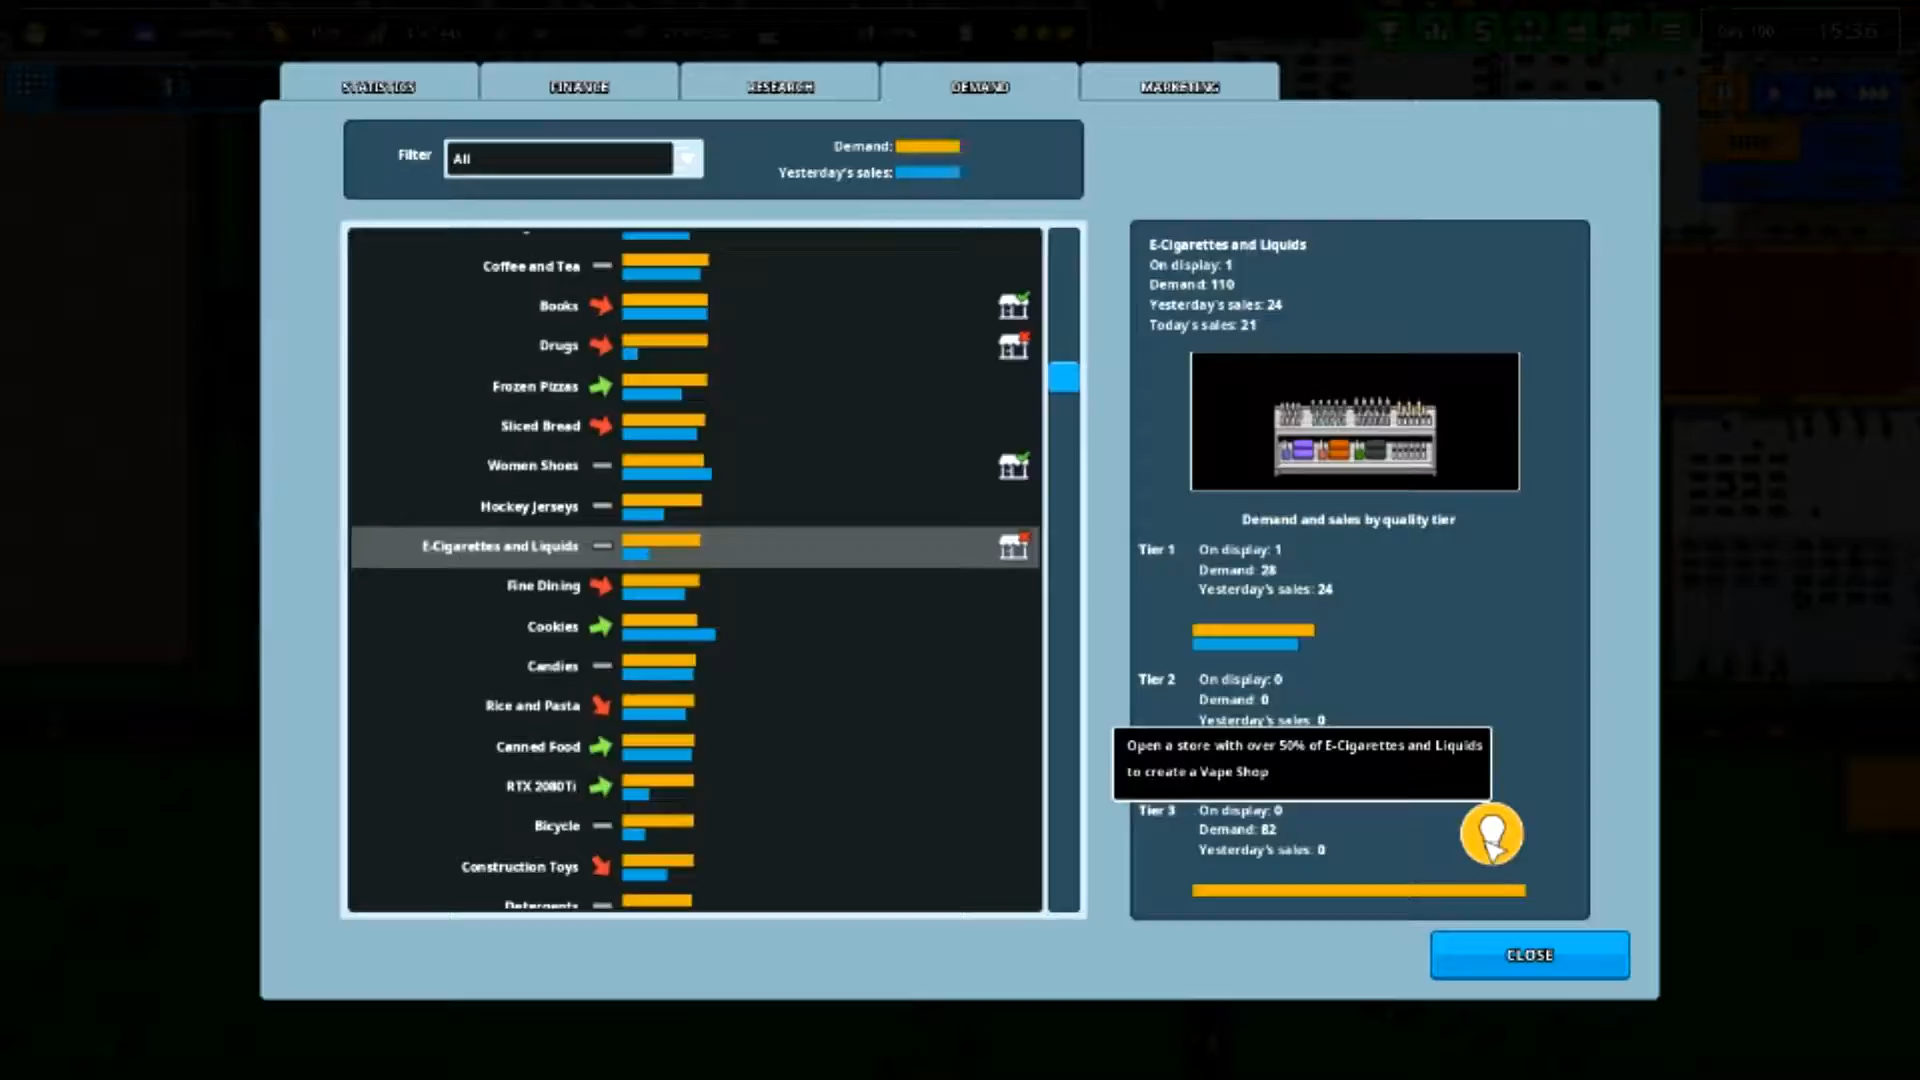 15:36
STATISTICS
FINANCE
RESEARCH
DEMAND
MARKETING
Filter
All
Demand:
Yesterday's sales:
Coffee and Tea
Books
Drugs
Frozen Pizzas
Sliced Bread
Women Shoes
Hockey Jerseys
E-Cigarettes and Liquids
Fine Dining
Cookies
Candies
Rice and Pasta
Canned Food
RTX 2080Ti
Bicycle
Construction Toys
Detergents
E-Cigarettes and Liquids
On display: 1
Demand: 110
Yesterday's sales: 24
Today's sales: 21
Demand and sales by quality tier
Tier 1
On display: 1
Demand: 28
Yesterday's sales: 24
Tier 2
On display: 0
Demand: 0
Yesterday's sales: 0
Open a store with over 50% of E-Cigarettes and Liquids
to create a Vape Shop
Tier 3
On display: 0
Demand: 82
Yesterday's sales: 0
CLOSE